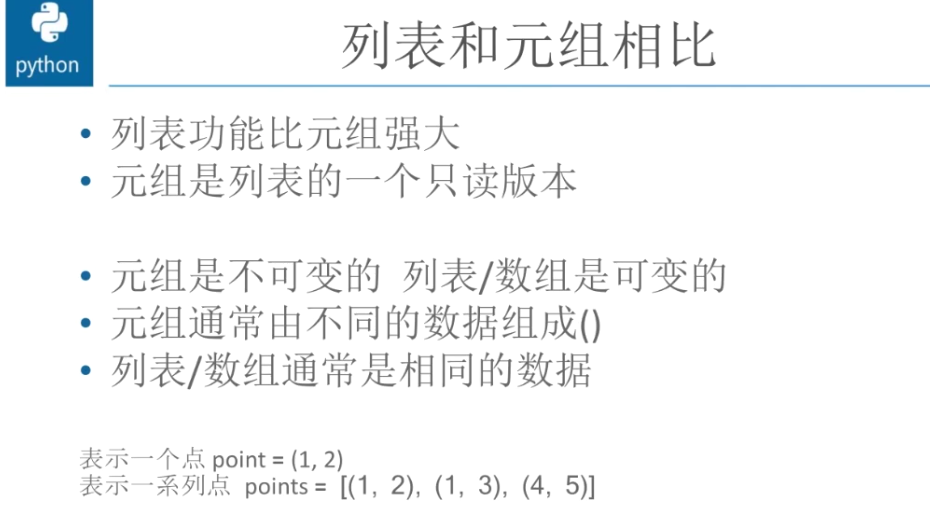 python
列表和元组相比
• 列表功能比元组强大
• 元组是列表的一个只读版本
• 元组是不可变的 列表/数组是可变的
• 元组通常由不同的数据组成()
• 列表/数组通常是相同的数据
表示一个点 point = (1, 2)
表示一系列点 points = [(1, 2), (1, 3), (4, 5)]